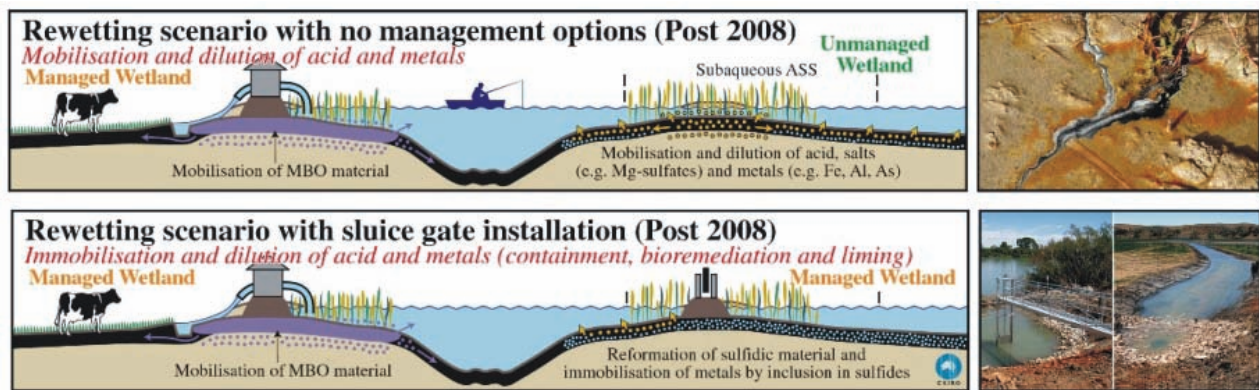 Rewetting scenario with no management options (Post 2008)
Mobilisation and dilution of acid and metals
Managed Wetland
Unmanaged
Wetland
Subaqueous ASS
Mobilisation of MBO material
Mobilisation and dilution of acid, salts
(e.g. Mg-sulfates) and metals (e.g. Fe, Al, As)
Rewetting scenario with sluice gate installation (Post 2008)
Immobilisation and dilution of acid and metals (containment, bioremediation and liming)
Managed Wetland
Managed Wetland
Mobilisation of MBO material
Reformation of sulfidic material and
immobilisation of metals by inclusion in sulfides
CSIRO